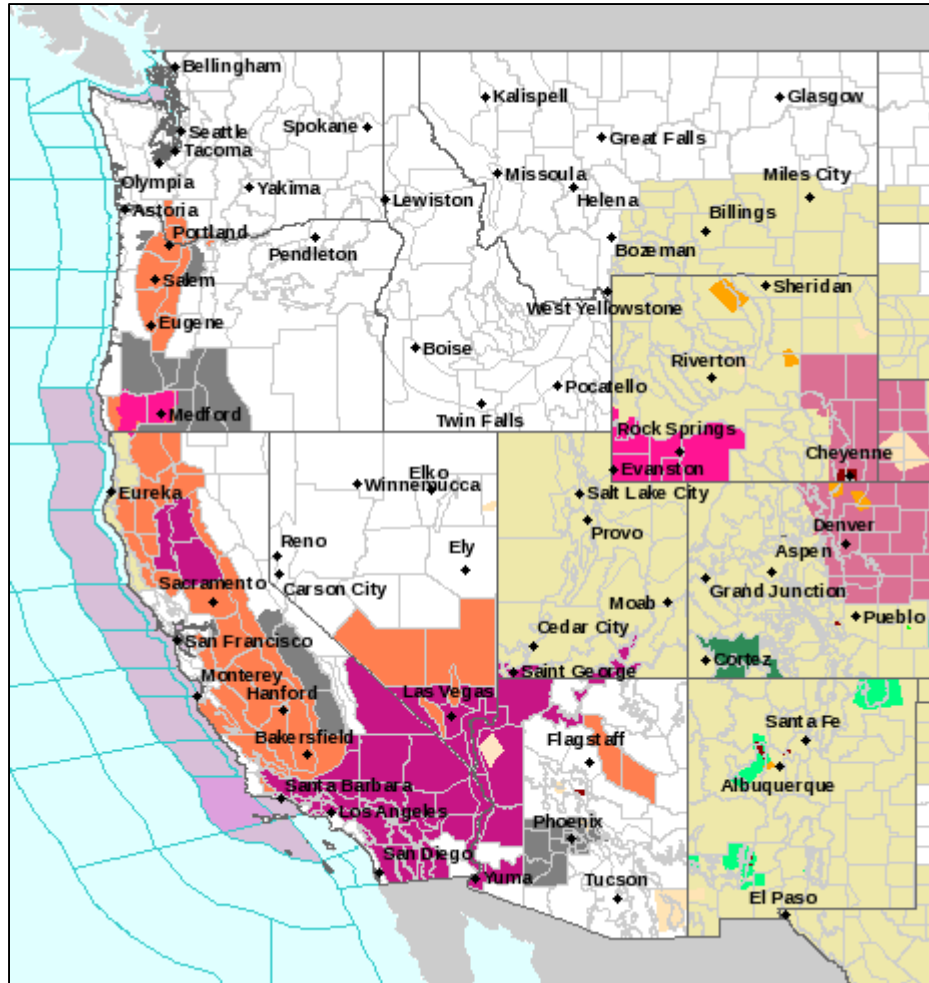 Bellingham
Kalispell
Glasgow
Seattle
Spokane
Great Falls
Tacoma
Missoula
Miles City
Olympia
Yakima
Helena
Lewiston
Astoria
Billings
Portland
Pendleton
Bozeman
Salem
Sheridan
West Yellowstone
Eugene
Boise
Riverton
Pocatello
Twin Falls
Medford
Rock Springs
Cheyenne
Evanston
Elko
Winnemucca
Eureka
Salt Lake City
Denver
Provo
Reno
Ely
Aspen
Sacramento
Carson City
Grand Junction
Moab
Pueblo
San Francisco
Cedar City
Cortez
Saint George
Monterey
Hanford
Las Vegas
Santa Fe
Bakersfield
Flagstaff
Albuquerque
Santa Barbara
Los Angeles
Phoenix
San Diego
Yuma
Tucson
El Paso